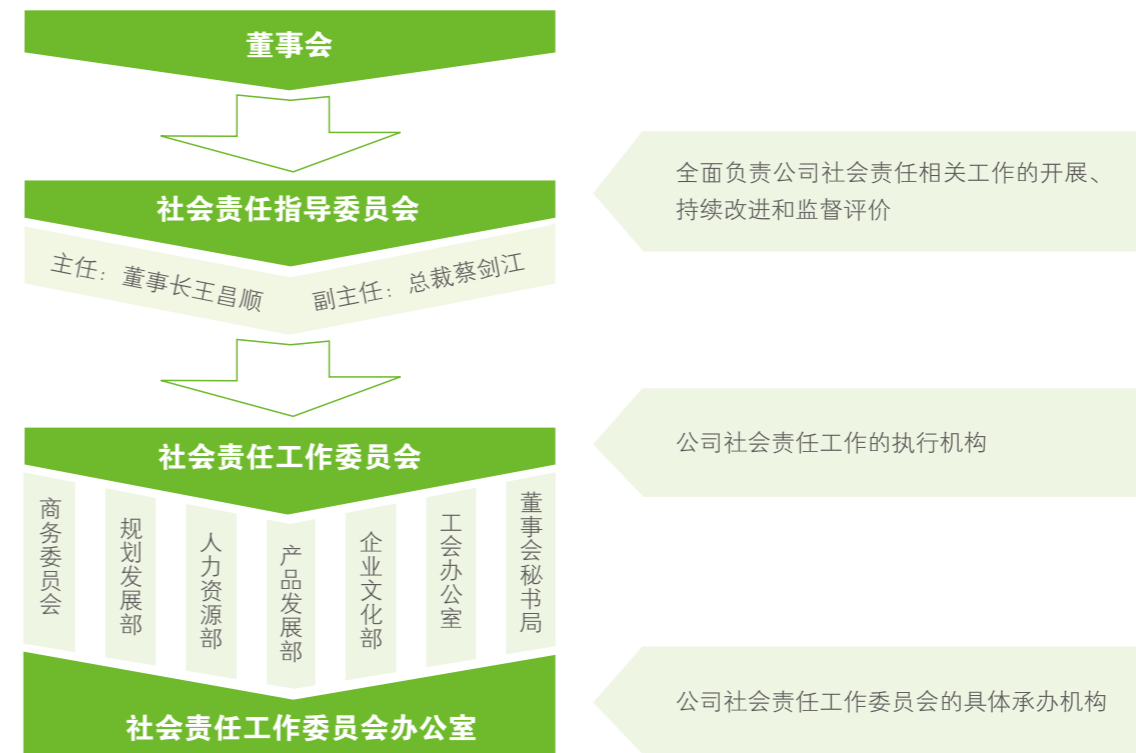 董事会
社会责任指导委员会
全面负责公司社会责任相关工作的开展、
持续改进和监督评价
主任：董事长王昌顺
副主任：总裁蔡剑江
社会责任工作委员会
公司社会责任工作的执行机构
商务委员会
规划发展部
人力资源部
产品发展部
企业文化部
工会办公室
董事会秘书局
社会责任工作委员会办公室
公司社会责任工作委员会的具体承办机构